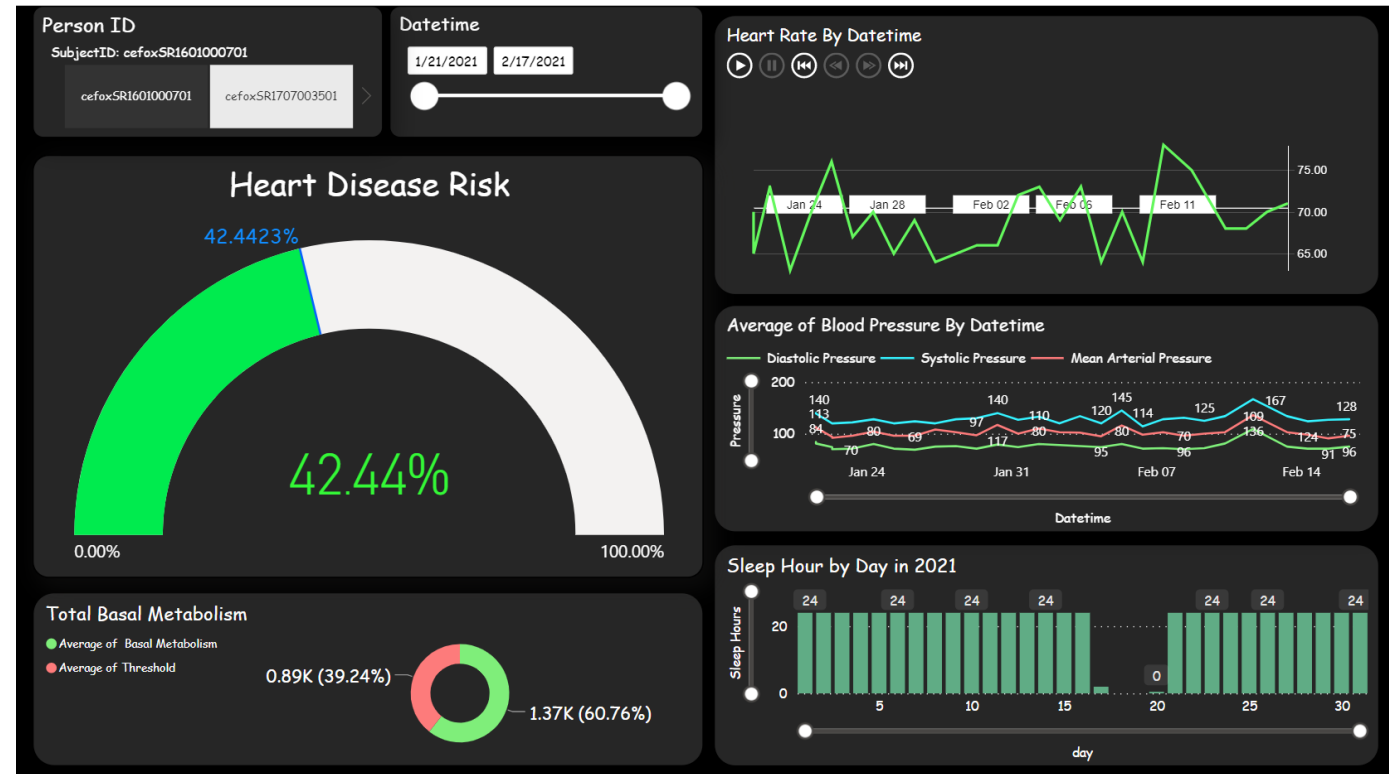 Person ID
SubjectID: cefoxSR1601000701
cefoxSR1601000701 cefoxSR1707003501
Datetime
1/21/2021 2/17/2021
Heart Disease Risk
42.4423%
42.44%
0.00% 100.00%
Total Basal Metabolism
Average of Basal Metabolism
Average of Threshold
0.89K (39.24%)
1.37K (60.76%)
Heart Rate By Datetime
75.00
Jan 24 Jan 28 Feb 02 Feb 06 Feb 11
70.00
65.00
Average of Blood Pressure By Datetime
Diastolic Pressure Systolic Pressure Mean Arterial Pressure
Pressure
200
100
140 140 145 167
113 97 110 120 114 125 109 128
84 80 69 80 80 70 136 124 75
70 117 95 96 91 96
Jan 24 Jan 31 Feb 07 Feb 14
Datetime
Sleep Hour by Day in 2021
Sleep Hours
24 24 24 24 24 24 24
20
0
0
5 10 15 20 25 30
day